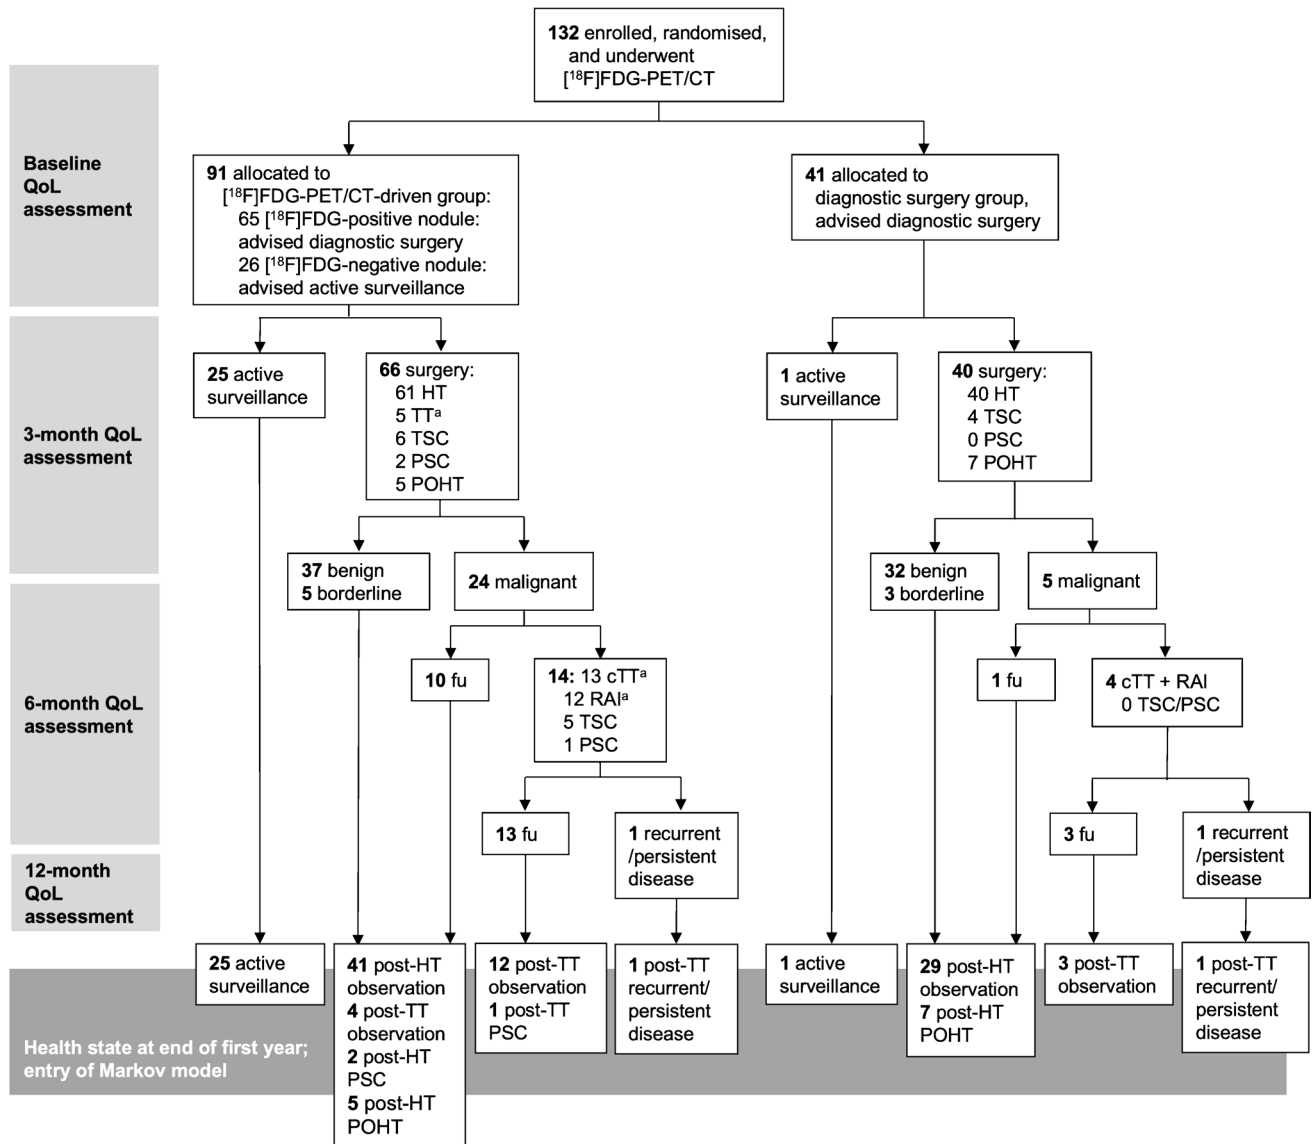 132 enrolled, randomised,
and underwent
[¹⁸F]FDG-PET/CT
Baseline
QoL
assessment
91 allocated to
[¹⁸F]FDG-PET/CT-driven group:
65 [¹⁸F]FDG-positive nodule:
advised diagnostic surgery
26 [¹⁸F]FDG-negative nodule:
advised active surveillance
41 allocated to
diagnostic surgery group,
advised diagnostic surgery
3-month QoL
assessment
25 active
surveillance
66 surgery:
61 HT
5 TTᵃ
6 TSC
2 PSC
5 POHT
1 active
surveillance
40 surgery:
40 HT
4 TSC
0 PSC
7 POHT
37 benign
5 borderline
24 malignant
32 benign
3 borderline
5 malignant
6-month QoL
assessment
10 fu
14: 13 cTTᵃ
12 RAIᵃ
5 TSC
1 PSC
1 fu
4 cTT + RAI
0 TSC/PSC
13 fu
1 recurrent
/persistent
disease
3 fu
1 recurrent
/persistent
disease
12-month
QoL
assessment
25 active
surveillance
41 post-HT
observation
4 post-TT
observation
2 post-HT
PSC
5 post-HT
POHT
12 post-TT
observation
1 post-TT
PSC
1 post-TT
recurrent/
persistent
disease
1 active
surveillance
29 post-HT
observation
7 post-HT
POHT
3 post-TT
observation
1 post-TT
recurrent/
persistent
disease
Health state at end of first year;
entry of Markov model